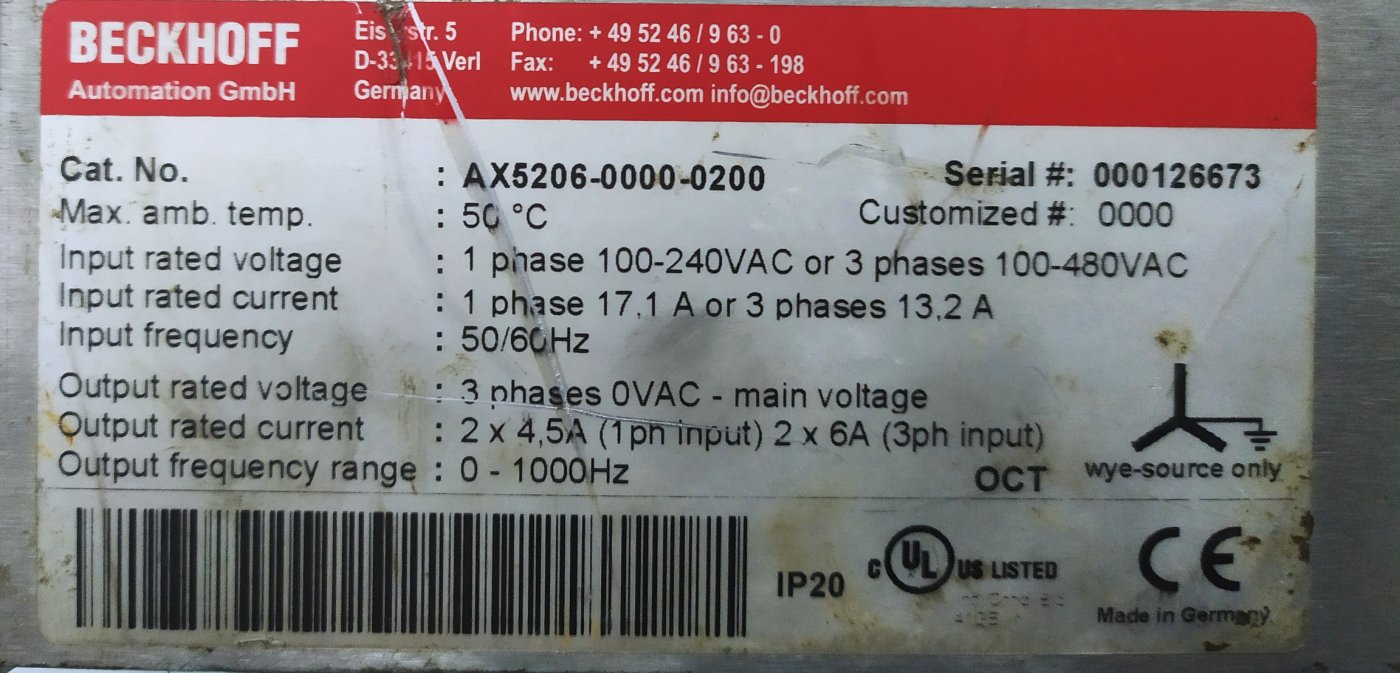 BECKHOFF
Automation GmbH
str. 5
Verl
Germany
Phone: + 49 52 46 / 9 63 - 0
Fax: + 49 52 46 / 9 63 - 198
www.beckhoff.com info@beckhoff.com
Cat. No. : AX5206-0000-0200 Serial #: 000126673
Max. amb. temp. : 50 °C Customized #: 0000
Input rated voltage : 1 phase 100-240VAC or 3 phases 100-480VAC
Input rated current : 1 phase 17,1 A or 3 phases 13,2 A
Input frequency : 50/60Hz
Output rated voltage : 3 phases 0VAC - main voltage
Output rated current : 2 x 4,5A (1ph input) 2 x 6A (3ph input)
Output frequency range : 0 - 1000Hz
OCT wye-source only
IP20 C UL US LISTED CE
Made in Germany